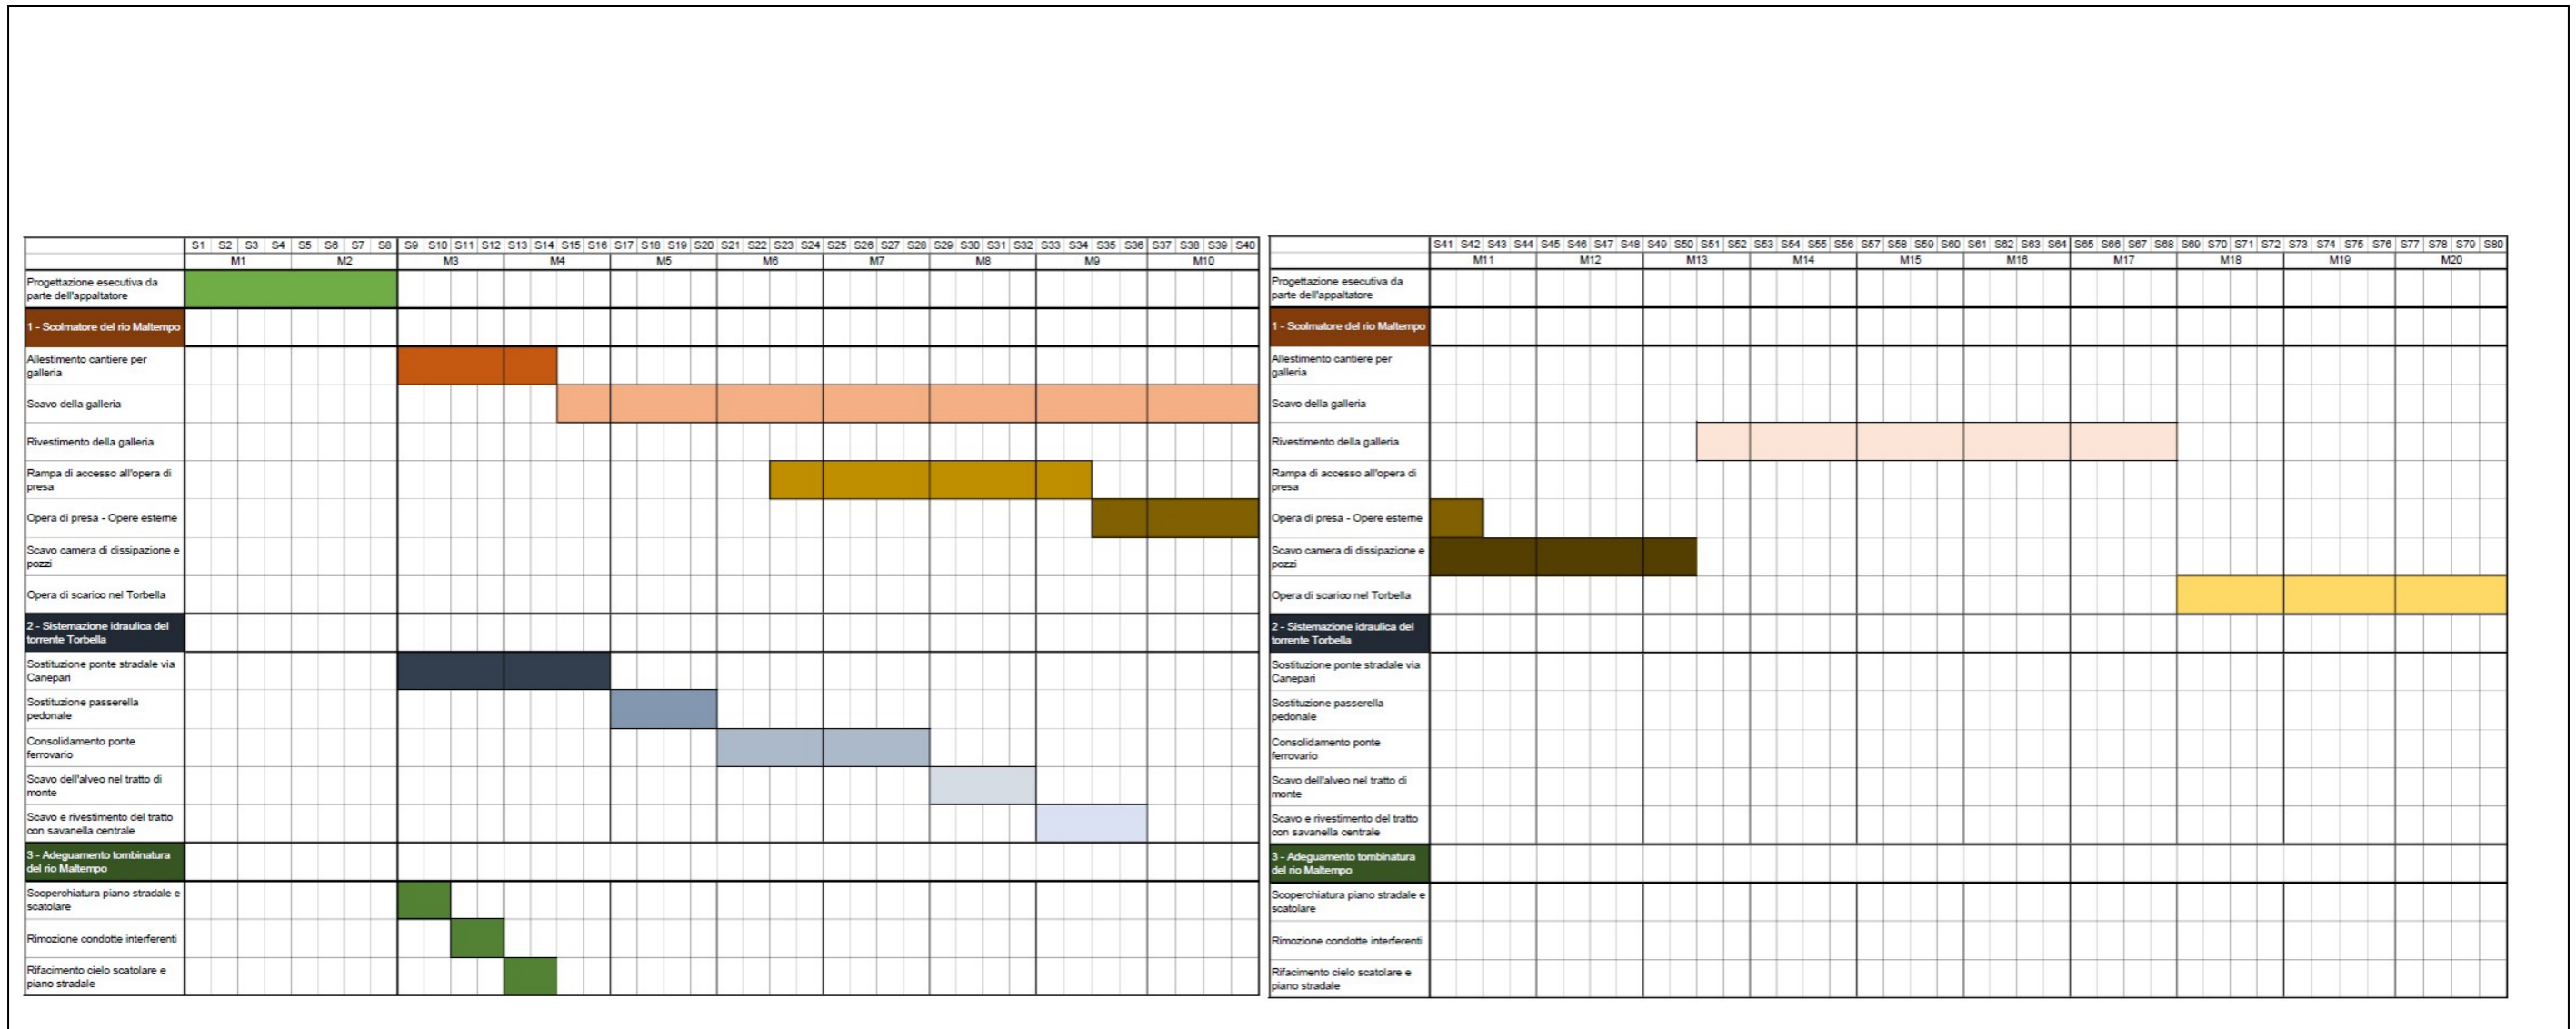 S1 S2 S3 S4 S5 S6 S7 S8 S9 S10 S11 S12 S13 S14 S15 S16 S17 S18 S19 S20 S21 S22 S23 S24 S25 S26 S27 S28 S29 S30 S31 S32 S33 S34 S35 S36 S37 S38 S39 S40
M1 M2 M3 M4 M5 M6 M7 M8 M9 M10
Progettazione esecutiva da
parte dell'appaltatore
1 - Scolmatore del rio Maltempo
Allestimento cantiere per
galleria
Scavo della galleria
Rivestimento della galleria
Rampa di accesso all'opera di
presa
Opera di presa - Opere esterne
Scavo camera di dissipazione e
pozzi
Opera di scarico nel Torbella
2 - Sistemazione idraulica del
torrente Torbella
Sostituzione ponte stradale via
Canepari
Sostituzione passerella
pedonale
Consolidamento ponte
ferrovario
Scavo dell'alveo nel tratto di
monte
Scavo e rivestimento del tratto
con savanella centrale
3 - Adeguamento tombinatura
del rio Maltempo
Scoperchiatura piano stradale e
scatolare
Rimozione condotte interferenti
Rifacimento cielo scatolare e
piano stradale
S41 S42 S43 S44 S45 S46 S47 S48 S49 S50 S51 S52 S53 S54 S55 S56 S57 S58 S59 S60 S61 S62 S63 S64 S65 S66 S67 S68 S69 S70 S71 S72 S73 S74 S75 S76 S77 S78 S79 S80
M11 M12 M13 M14 M15 M16 M17 M18 M19 M20
Progettazione esecutiva da
parte dell'appaltatore
1 - Scolmatore del rio Maltempo
Allestimento cantiere per
galleria
Scavo della galleria
Rivestimento della galleria
Rampa di accesso all'opera di
presa
Opera di presa - Opere esterne
Scavo camera di dissipazione e
pozzi
Opera di scarico nel Torbella
2 - Sistemazione idraulica del
torrente Torbella
Sostituzione ponte stradale via
Canepari
Sostituzione passerella
pedonale
Consolidamento ponte
ferrovario
Scavo dell'alveo nel tratto di
monte
Scavo e rivestimento del tratto
con savanella centrale
3 - Adeguamento tombinatura
del rio Maltempo
Scoperchiatura piano stradale e
scatolare
Rimozione condotte interferenti
Rifacimento cielo scatolare e
piano stradale